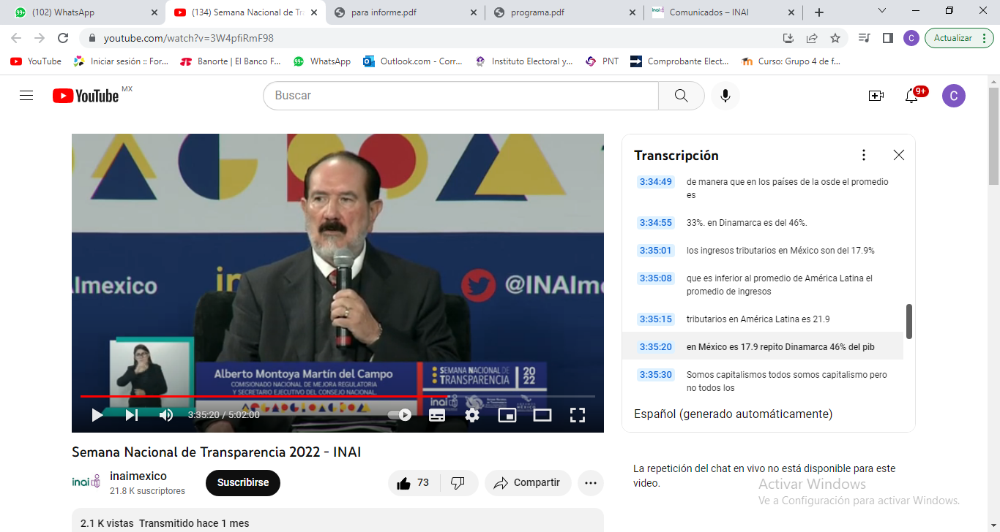 (102) WhatsApp
(134) Semana Nacional de Tra
para informe.pdf
programa.pdf
Comunicados – INAI
youtube.com/watch?v=3W4pfiRmF98
C
Actualizar
YouTube
Iniciar sesión :: For...
Banorte | El Banco F...
WhatsApp
Outlook.com - Corr...
Instituto Electoral y...
PNT
Comprobante Elect...
Curso: Grupo 4 de f...
YouTube MX
Buscar
9+
C
Imexico
in
@INAIme
Alberto Montoya Martín del Campo
COMISIONADO NACIONAL DE MEJORA REGULATORIA
Y SECRETARIO EJECUTIVO DEL CONSEJO NACIONAL.
SEMANA NACIONAL DE
TRANSPARENCIA
2022
inai
3:35:20 / 5:02:00
Transcripción
3:34:49 de manera que en los países de la osde el promedio
es
3:34:55 33%. en Dinamarca es del 46%.
3:35:01 los ingresos tributarios en México son del 17.9%
3:35:08 que es inferior al promedio de América Latina el
promedio de ingresos
3:35:15 tributarios en América Latina es 21.9
3:35:20 en México es 17.9 repito Dinamarca 46% del pib
3:35:30 Somos capitalismos todos somos capitalismo pero
no todos los
Español (generado automáticamente)
Semana Nacional de Transparencia 2022 - INAI
inai
inaimexico
21.8 K suscriptores
Suscribirse
73
Compartir
2.1 K vistas Transmitido hace 1 mes
La repetición del chat en vivo no está disponible para este
video.
Activar Windows
Ve a Configuración para activar Windows.